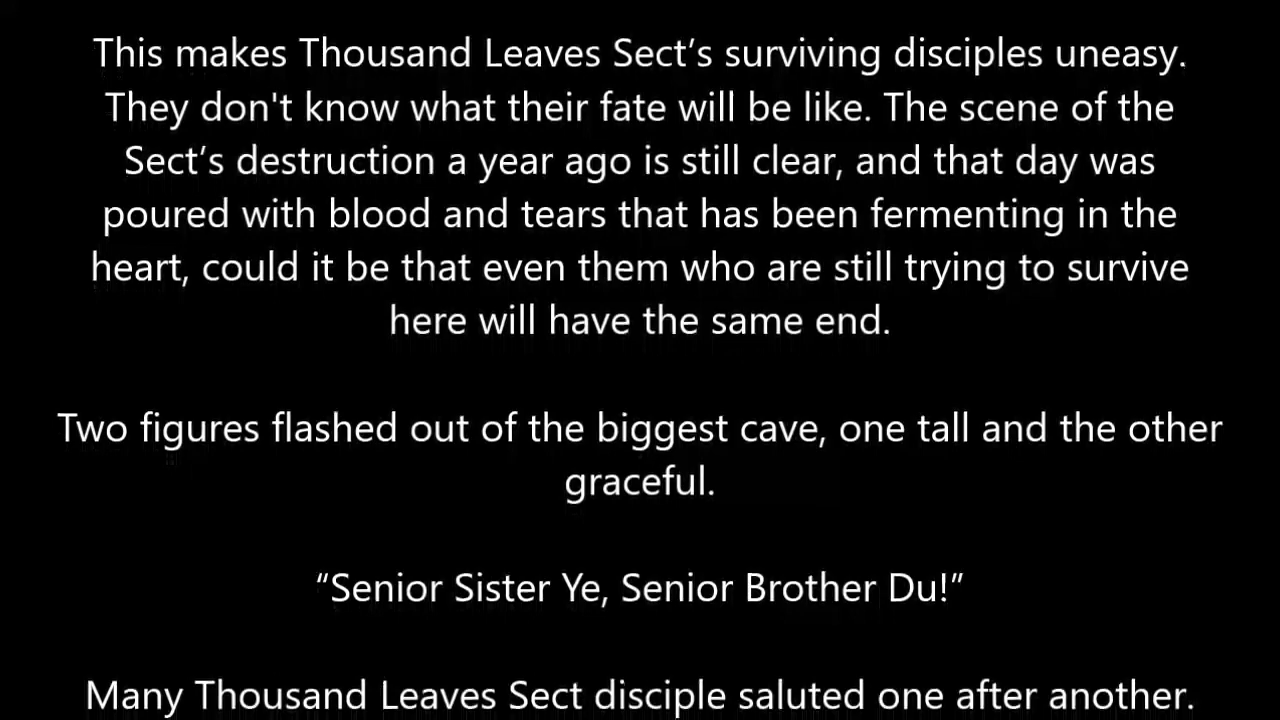 This makes Thousand Leaves Sect’s surviving disciples uneasy.
They don't know what their fate will be like. The scene of the
Sect’s destruction a year ago is still clear, and that day was
poured with blood and tears that has been fermenting in the
heart, could it be that even them who are still trying to survive
here will have the same end.
Two figures flashed out of the biggest cave, one tall and the other
graceful.
“Senior Sister Ye, Senior Brother Du!”
Many Thousand Leaves Sect disciple saluted one after another.